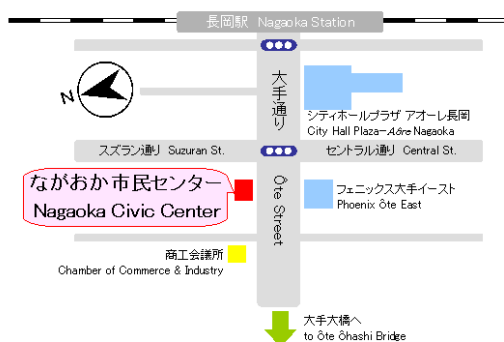 長岡駅 Nagaoka Station
大手通り
N
シティホールプラザ アオーレ長岡
City Hall Plaza-Aôre Nagaoka
スズラン通り Suzuran St.
セントラル通り Central St.
ながおか市民センター
Nagaoka Civic Center
Ôte Street
フェニックス大手イースト
Phoenix Ôte East
商工会議所
Chamber of Commerce & Industry
大手大橋へ
to Ôte Ôhashi Bridge